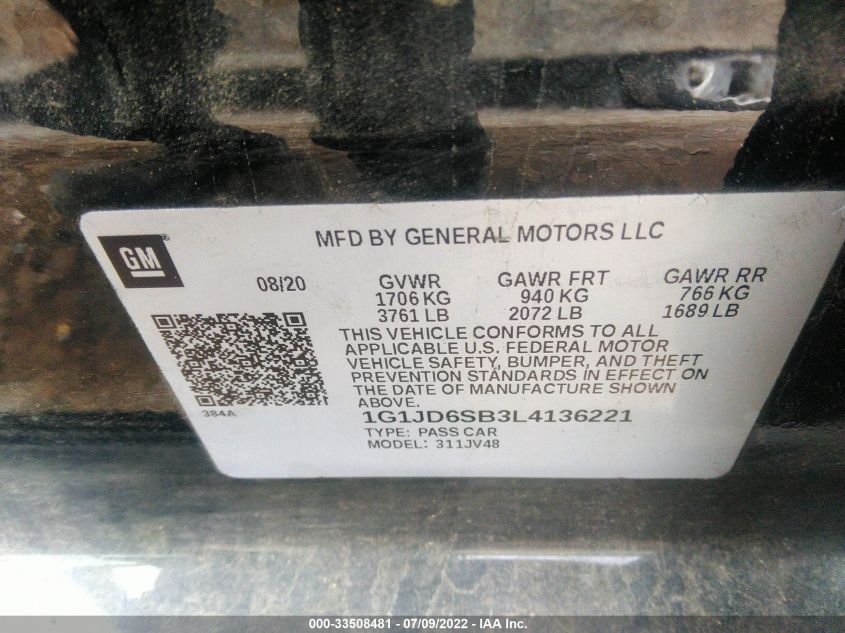 MFD BY GENERAL MOTORS LLC
GM
08/20
GVWR GAWR FRT GAWR RR
1706 KG 940 KG 766 KG
3761 LB 2072 LB 1689 LB
THIS VEHICLE CONFORMS TO ALL
APPLICABLE U.S. FEDERAL MOTOR
VEHICLE SAFETY, BUMPER, AND THEFT
PREVENTION STANDARDS IN EFFECT ON
THE DATE OF MANUFACTURE SHOWN
ABOVE.
384A
1G1JD6SB3L4136221
TYPE: PASS CAR
MODEL: 311JV48
000-33508481 - 07/09/2022 - © IAA Inc.